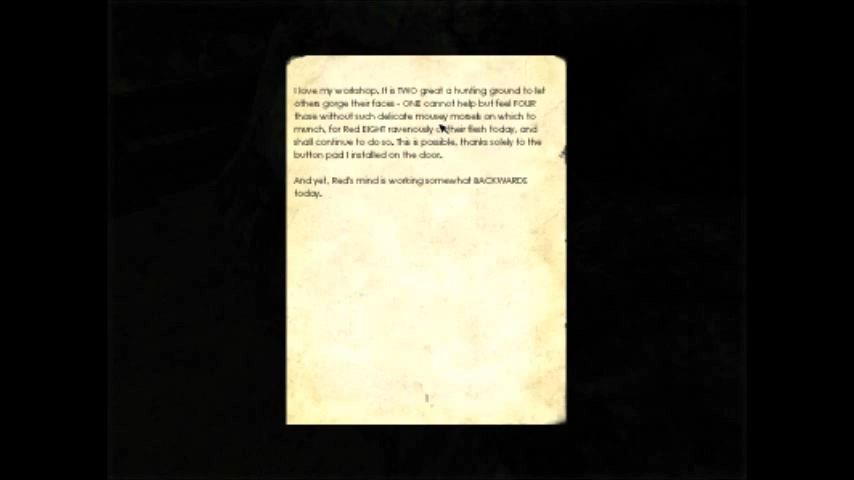 I love my workshop. It is TWO great a hunting ground to let
others gorge their faces - ONE cannot help but feel FOUR
those without such delicate mousey morsels on which to
munch, for Red EIGHT ravenously on their flesh today, and
shall continue to do so. This is possible, thanks solely to the
button pad I installed on the door.
And yet, Red's mind is working somewhat BACKWARDS
today.
1